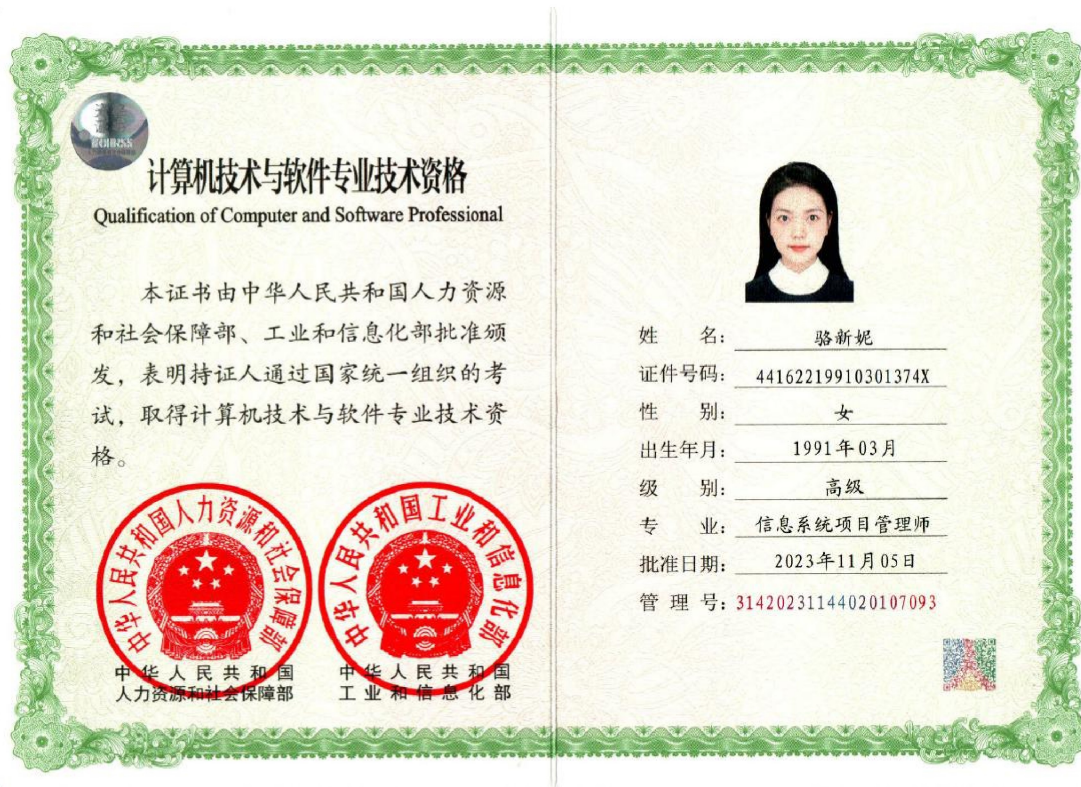 计算机技术与软件专业技术资格
Qualification of Computer and Software Professional
本证书由中华人民共和国人力资源
和社会保障部、工业和信息化部批准颁
发，表明持证人通过国家统一组织的考
试，取得计算机技术与软件专业技术资
格。
中华人民共和国人力资源和社会保障部
中华人民共和国工业和信息化部
中华人民共和国
人力资源和社会保障部
中华人民共和国
工业和信息化部
姓 名： 骆新妮
证件号码： 44162219910301374X
性 别： 女
出生年月： 1991年03月
级 别： 高级
专 业： 信息系统项目管理师
批准日期： 2023年11月05日
管 理 号： 31420231144020107093